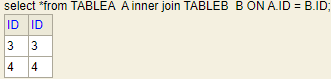 select *from TABLEA  A inner join TABLEB  B ON A.ID = B.ID;
ID ID
3 3
4 4